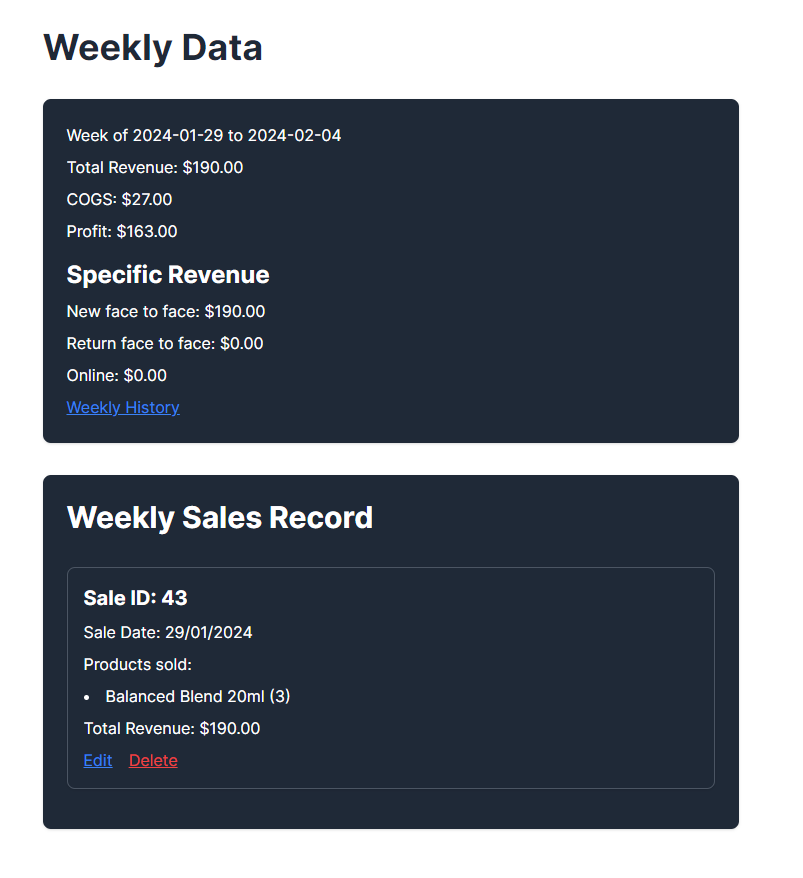 Weekly Data
Week of 2024-01-29 to 2024-02-04
Total Revenue: $190.00
COGS: $27.00
Profit: $163.00
Specific Revenue
New face to face: $190.00
Return face to face: $0.00
Online: $0.00
Weekly History
Weekly Sales Record
Sale ID: 43
Sale Date: 29/01/2024
Products sold:
• Balanced Blend 20ml (3)
Total Revenue: $190.00
Edit Delete